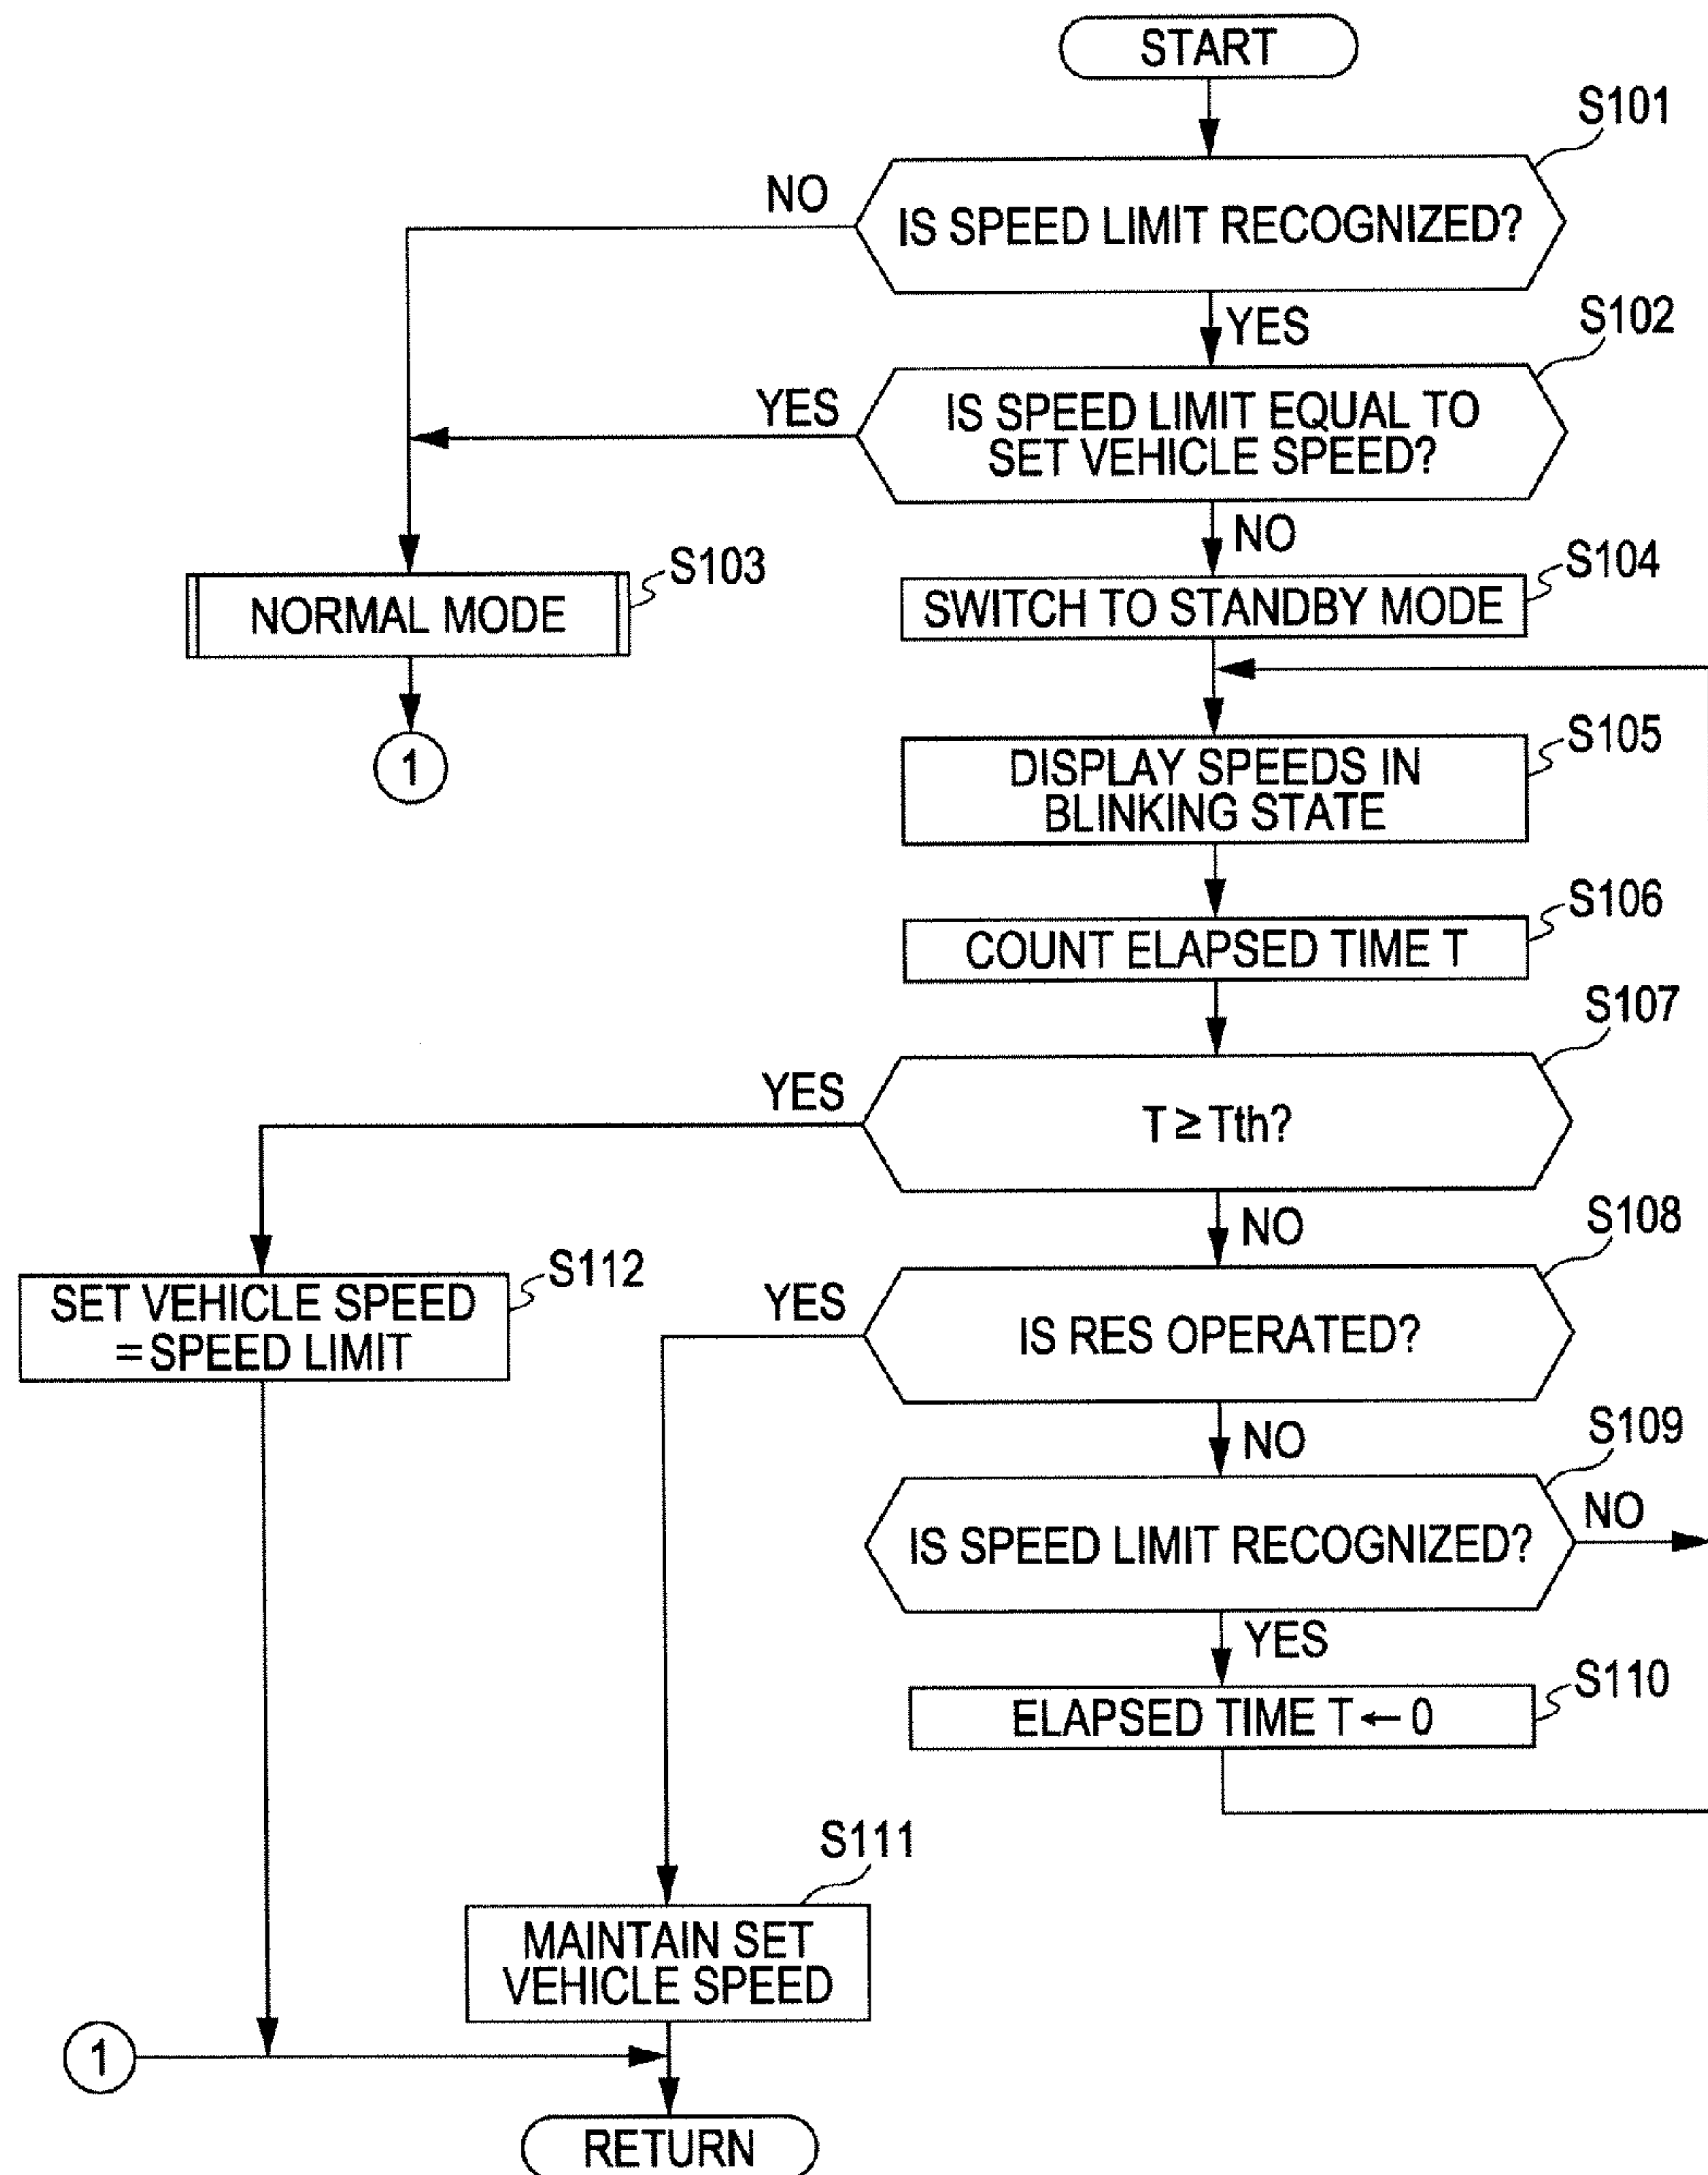 START
S101
NO
IS SPEED LIMIT RECOGNIZED?
YES
S102
YES
IS SPEED LIMIT EQUAL TO
SET VEHICLE SPEED?
NO
S103
NORMAL MODE
S104
SWITCH TO STANDBY MODE
1
S105
DISPLAY SPEEDS IN
BLINKING STATE
S106
COUNT ELAPSED TIME T
S107
YES
T ≥ Tth?
NO
S108
S112
SET VEHICLE SPEED
=SPEED LIMIT
YES
IS RES OPERATED?
NO
S109
IS SPEED LIMIT RECOGNIZED?
NO
YES
S110
ELAPSED TIME T ← 0
S111
MAINTAIN SET
VEHICLE SPEED
1
RETURN